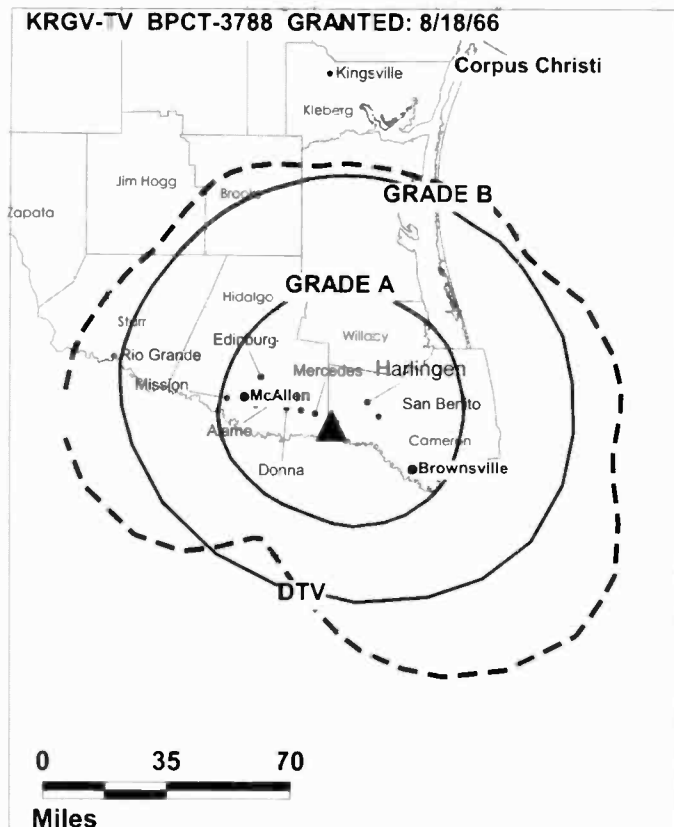 KRGV-TV BPCT-3788 GRANTED: 8/18/66
Corpus Christi
Kingsville
Kleberg
Jim Hogg
Brooks
Zapata
GRADE B
GRADE A
Hidalgo
Starr
Willacy
Edinburg
Rio Grande
Mercedes
Harlingen
Mission
McAllen
San Benito
Alamo
Cameron
Donna
Brownsville
DTV
0 35 70
Miles